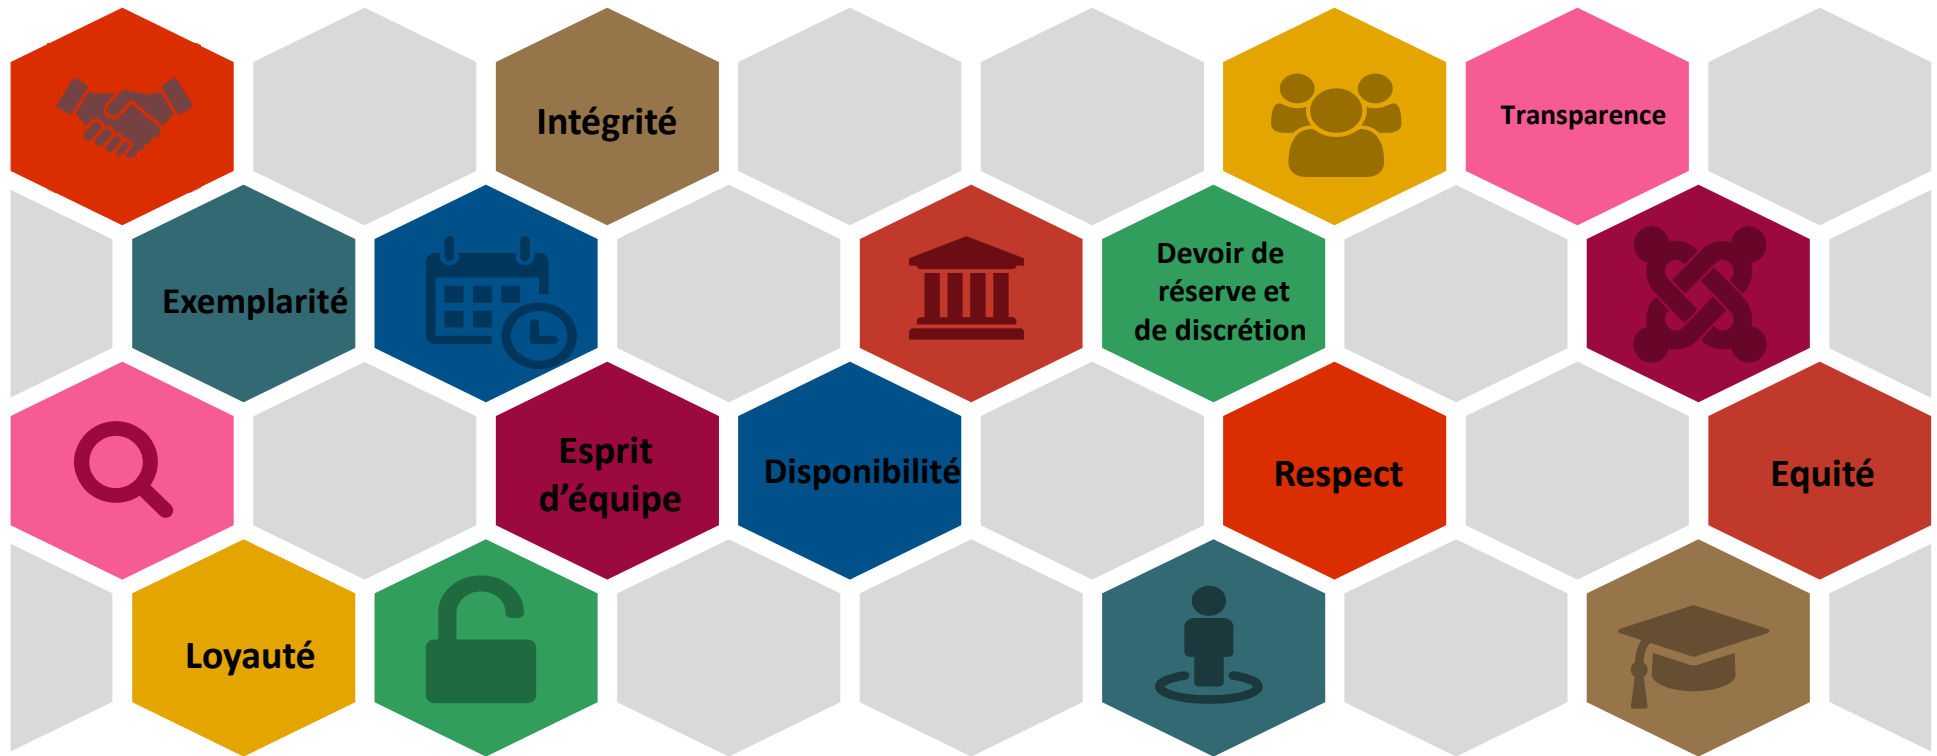 Intégrité
Transparence
Exemplarité
Devoir de
réserve et
de discrétion
Esprit
d’équipe
Disponibilité
Respect
Equité
Loyauté